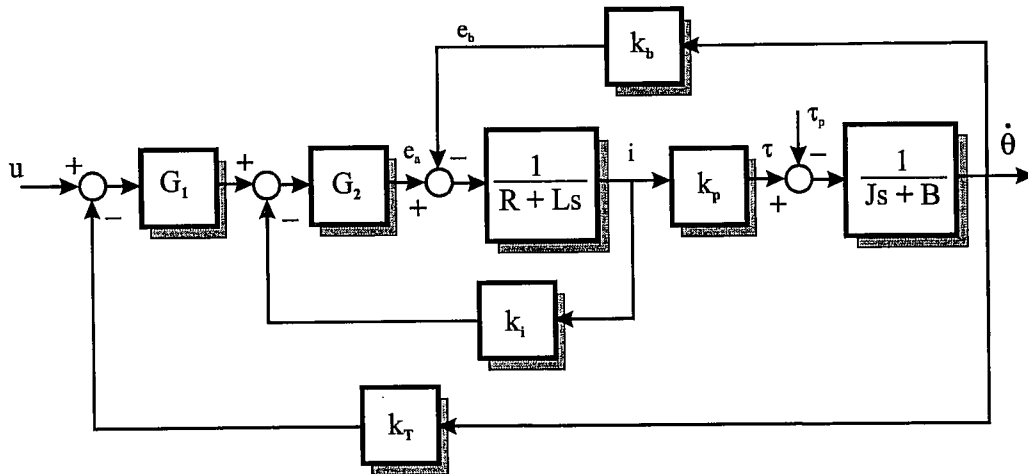 e_b
k_b
τ_p
u
+
−
G_1
+
−
G_2
e_a
−
+
1
R + Ls
i
k_p
τ
−
+
1
Js + B
θ̇
k_i
k_T